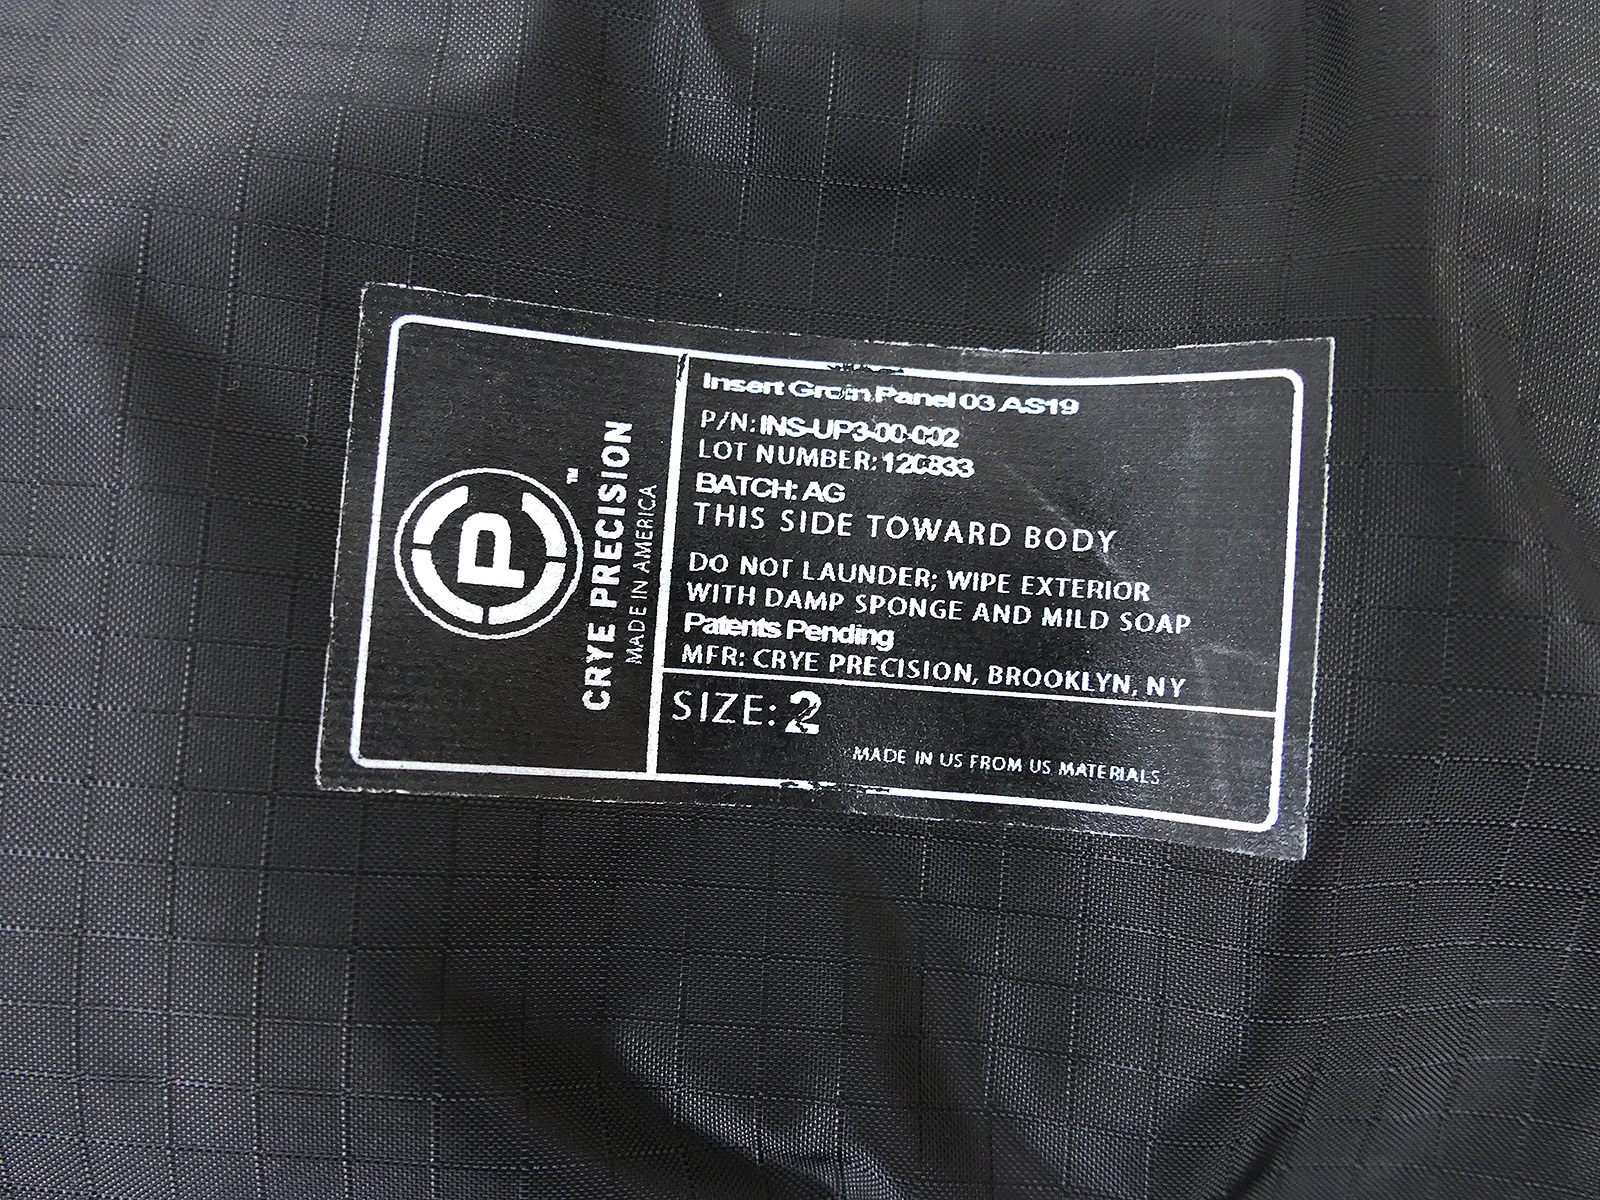 P
™
CRYE PRECISION
MADE IN AMERICA
Insert Groin Panel 03 AS19
P/N: INS-UP3-00-002
LOT NUMBER: 120833
BATCH: AG
THIS SIDE TOWARD BODY
DO NOT LAUNDER; WIPE EXTERIOR
WITH DAMP SPONGE AND MILD SOAP
Patents Pending
MFR: CRYE PRECISION, BROOKLYN, NY
SIZE: 2
MADE IN US FROM US MATERIALS